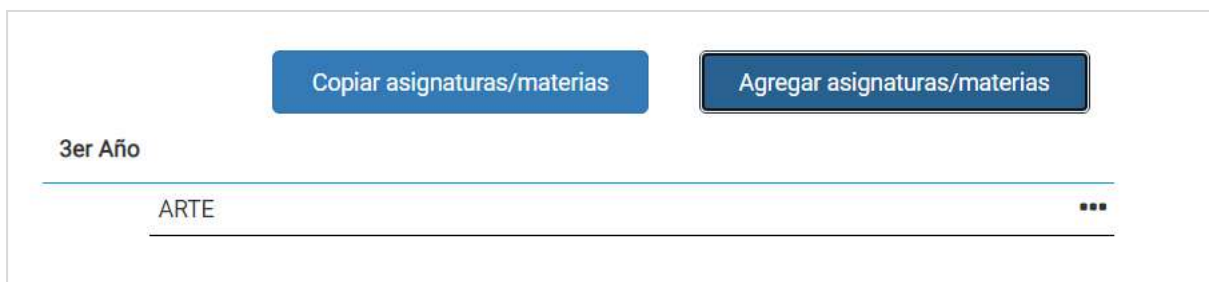 Copiar asignaturas/materias
Agregar asignaturas/materias
3er Año
ARTE